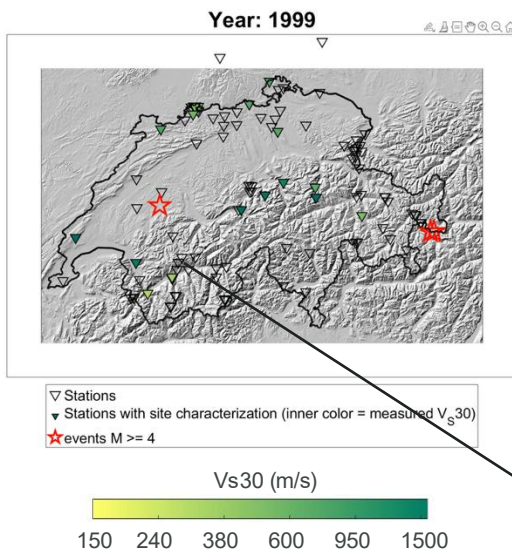 Year: 1999
Stations
Stations with site characterization (inner color = measured V_S30)
events M >= 4
Vs30 (m/s)
150 240 380 600 950 1500